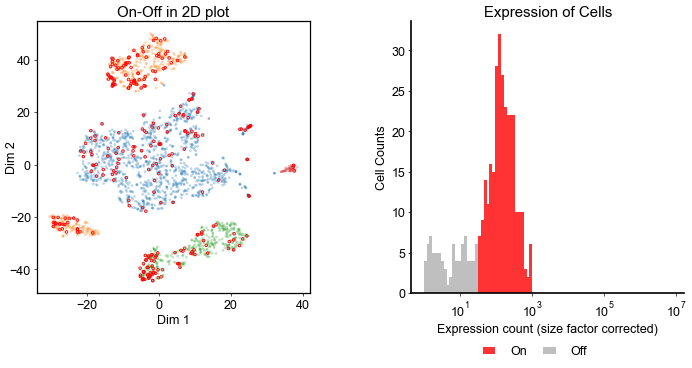 On-Off in 2D plot
Expression of Cells
Dim 2
40
20
0
−20
−40
−20
0
20
40
Dim 1
Cell Counts
30
25
20
15
10
5
0
10^1
10^3
10^5
10^7
Expression count (size factor corrected)
On
Off